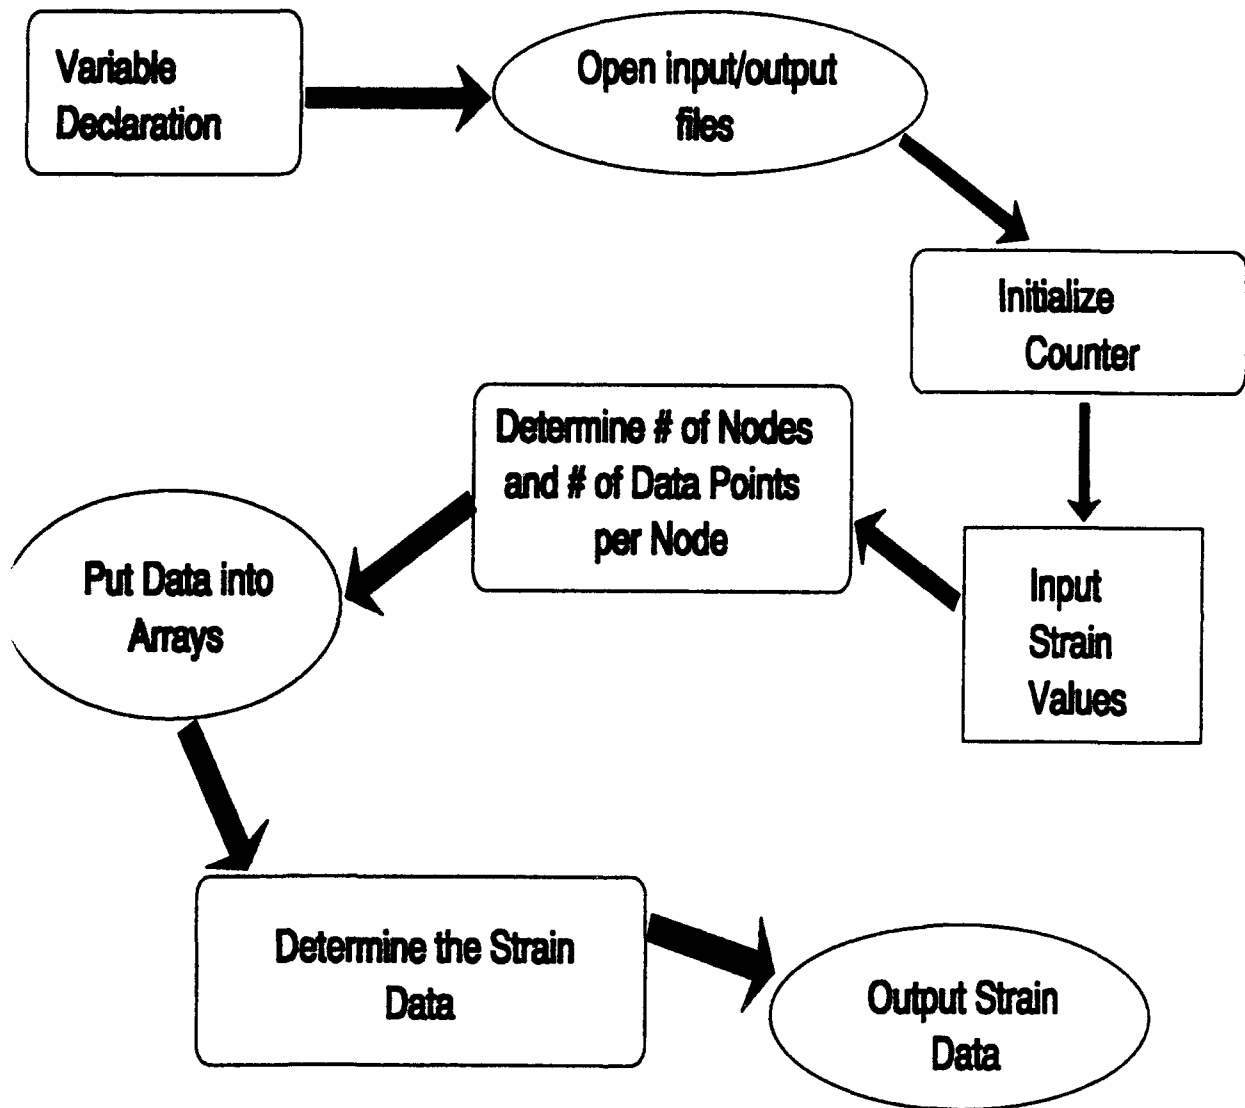 Variable
Declaration
Open input/output
files
Initialize
Counter
Determine # of Nodes
and # of Data Points
per Node
Input
Strain
Values
Put Data into
Arrays
Determine the Strain
Data
Output Strain
Data